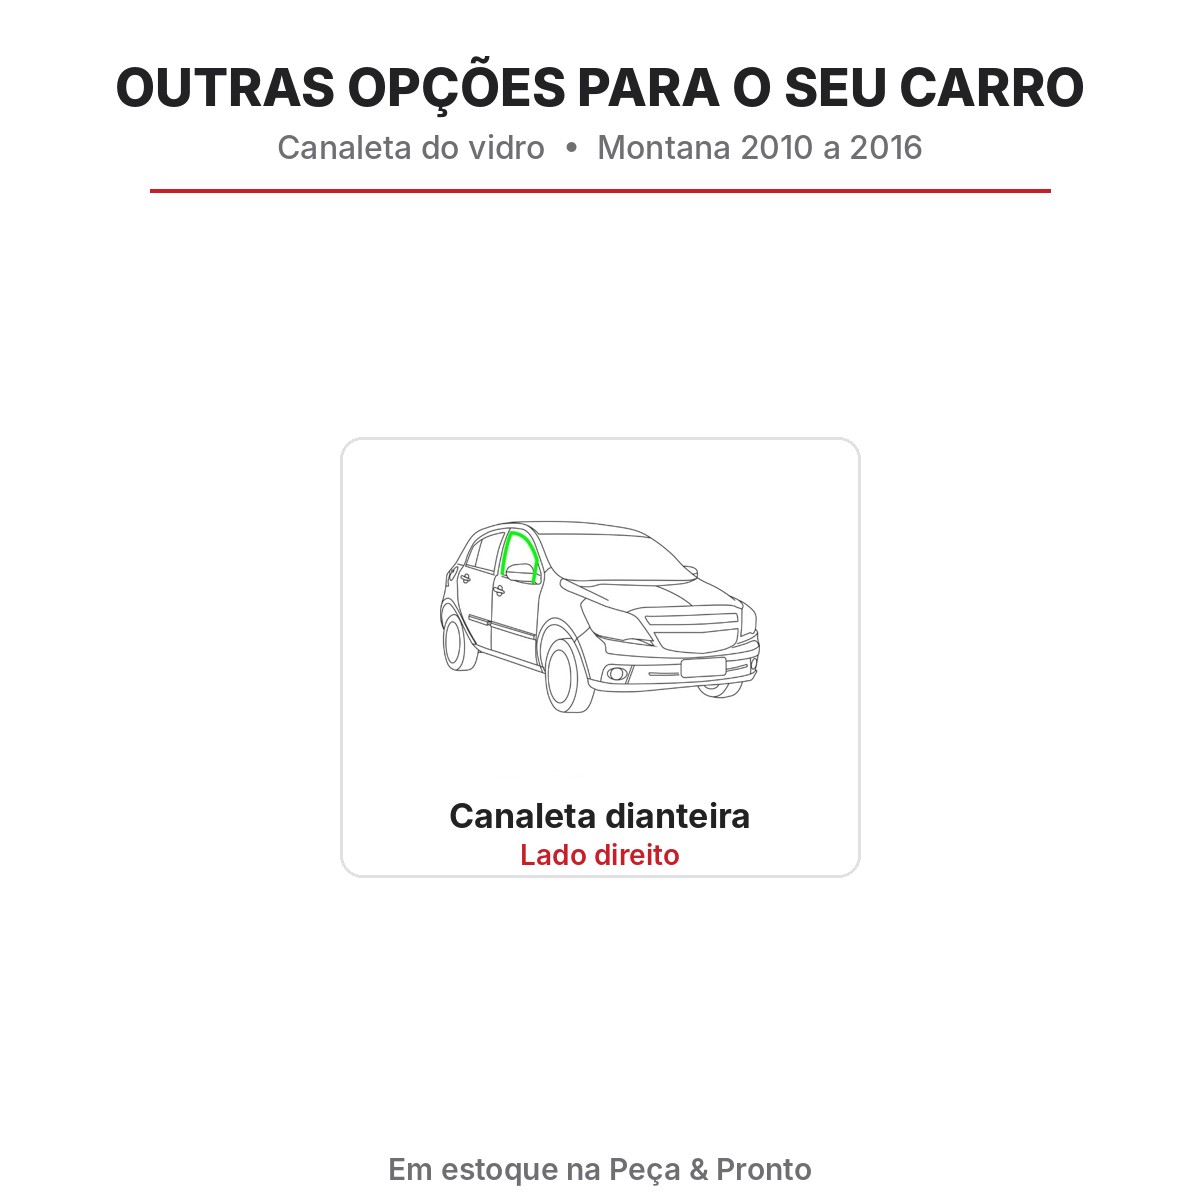 OUTRAS OPÇÕES PARA O SEU CARRO
Canaleta do vidro • Montana 2010 a 2016
Canaleta dianteira
Lado direito
Em estoque na Peça & Pronto